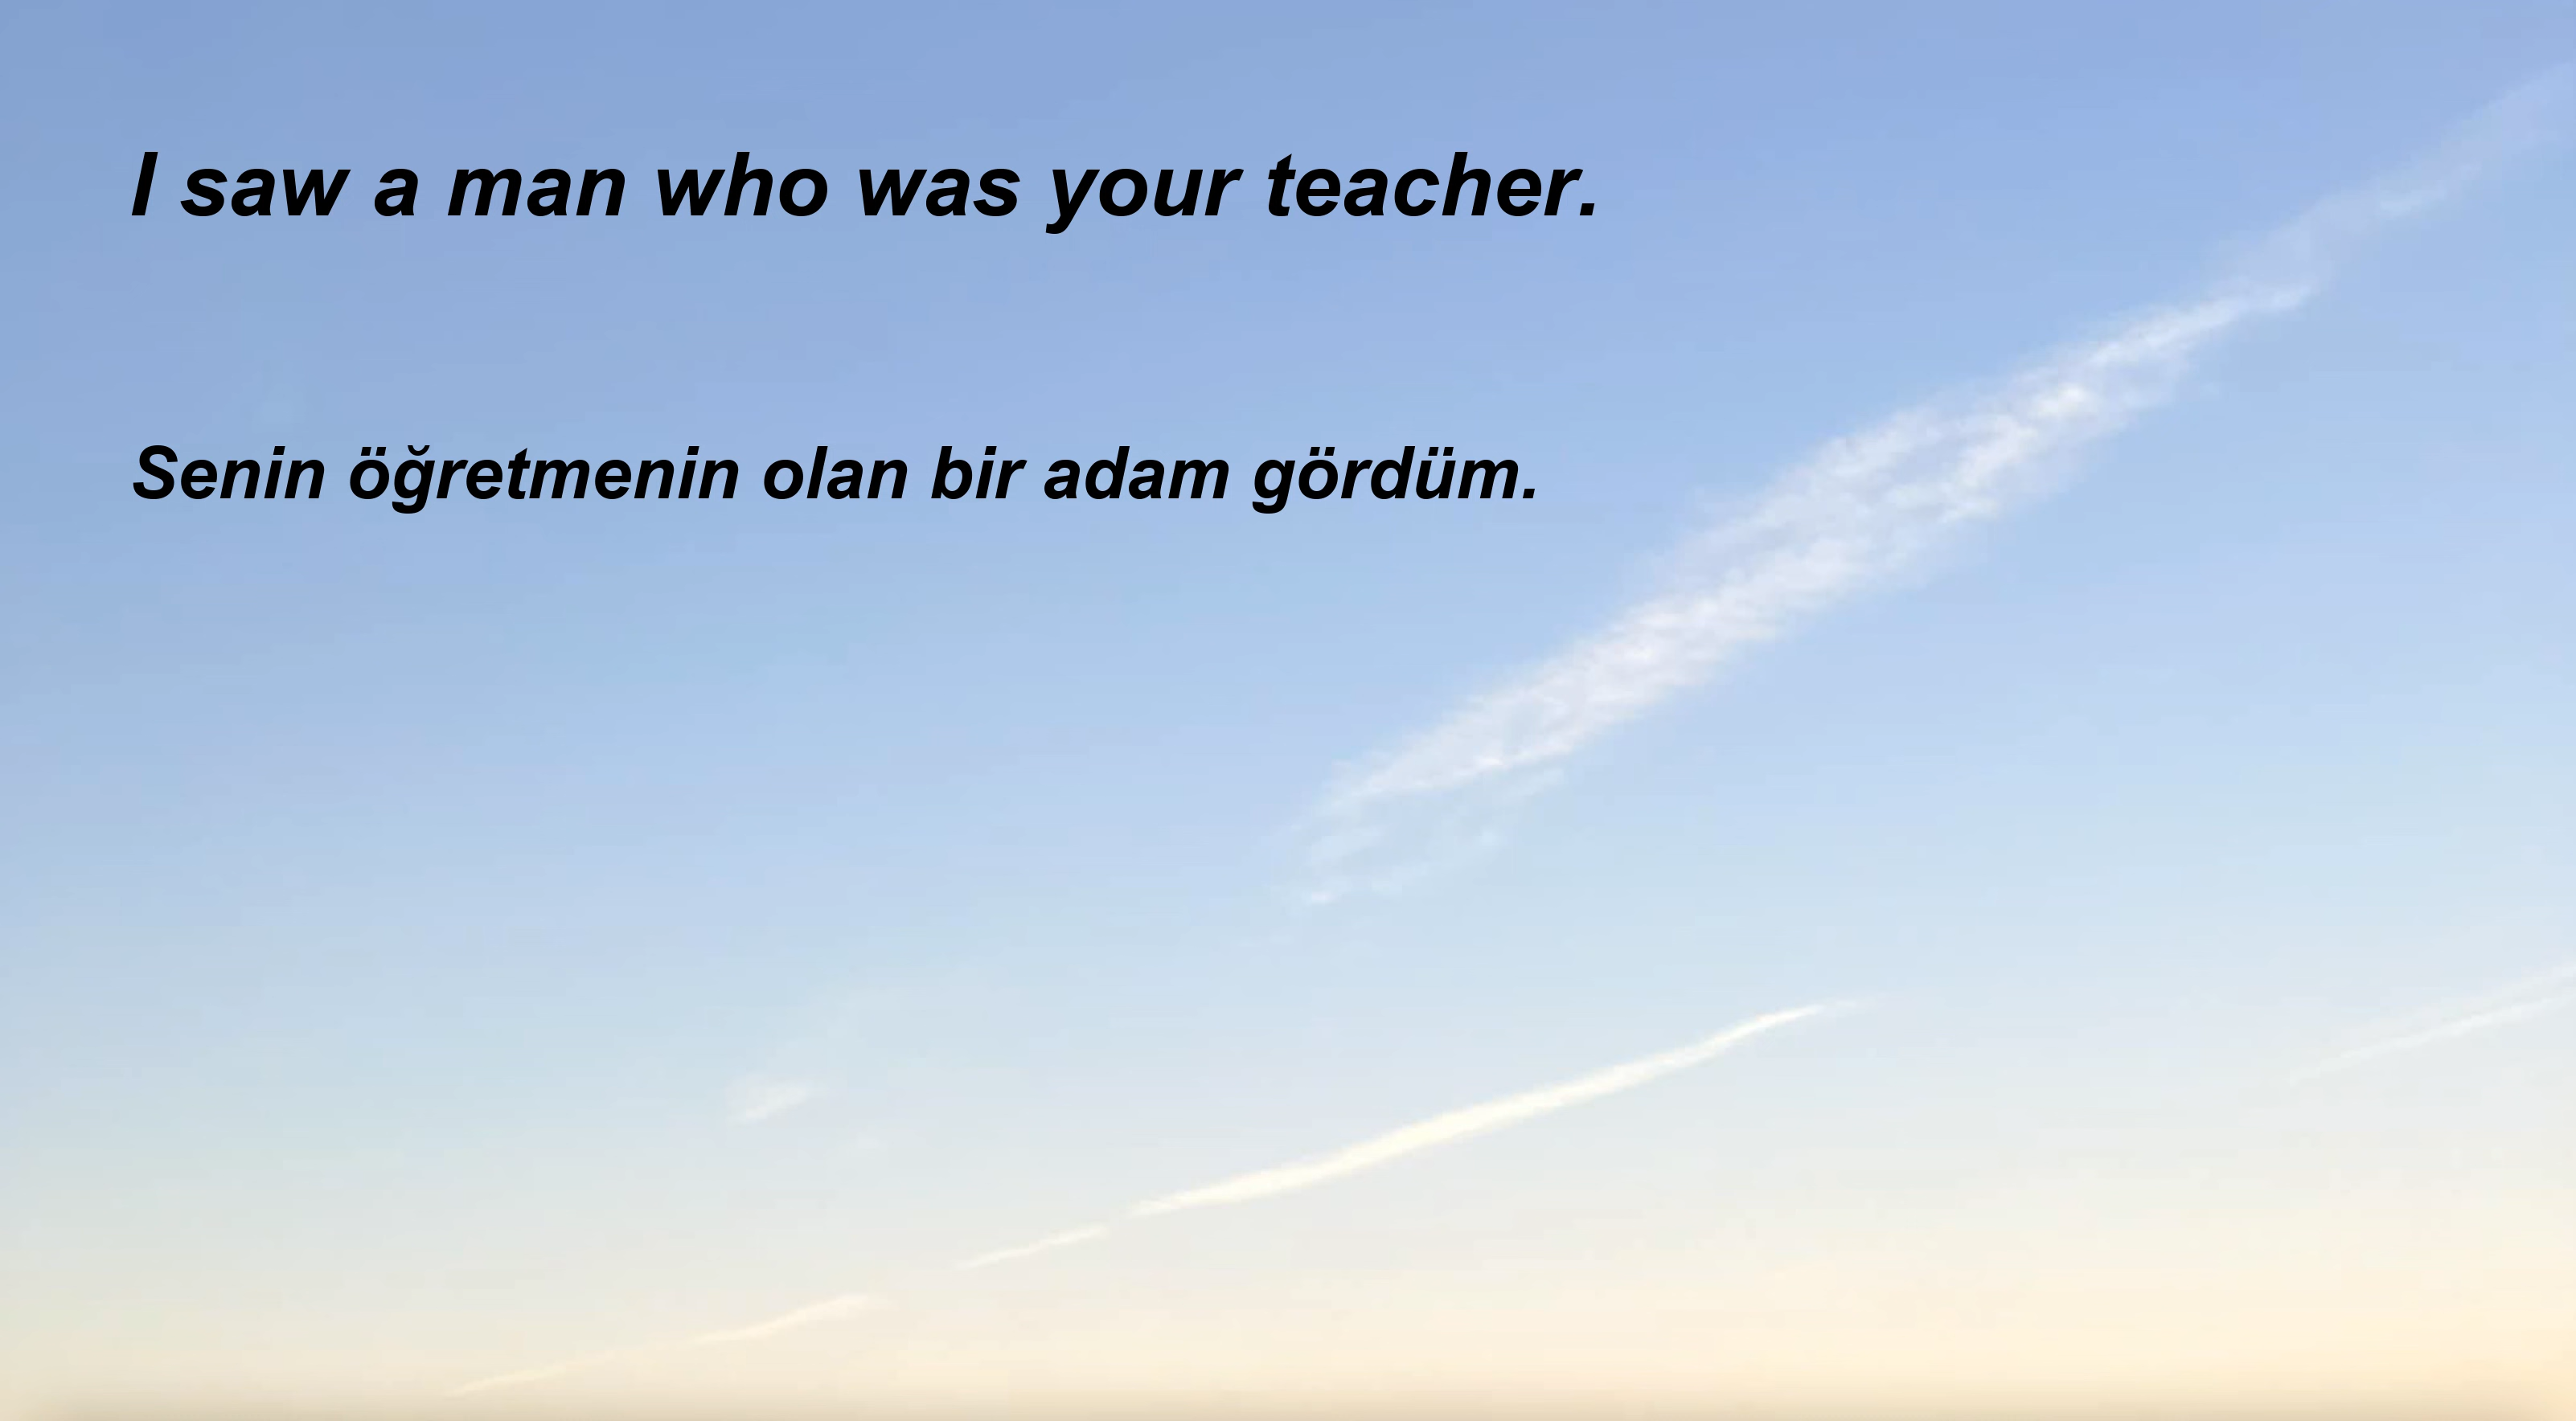 I saw a man who was your teacher.
Senin öğretmenin olan bir adam gördüm.